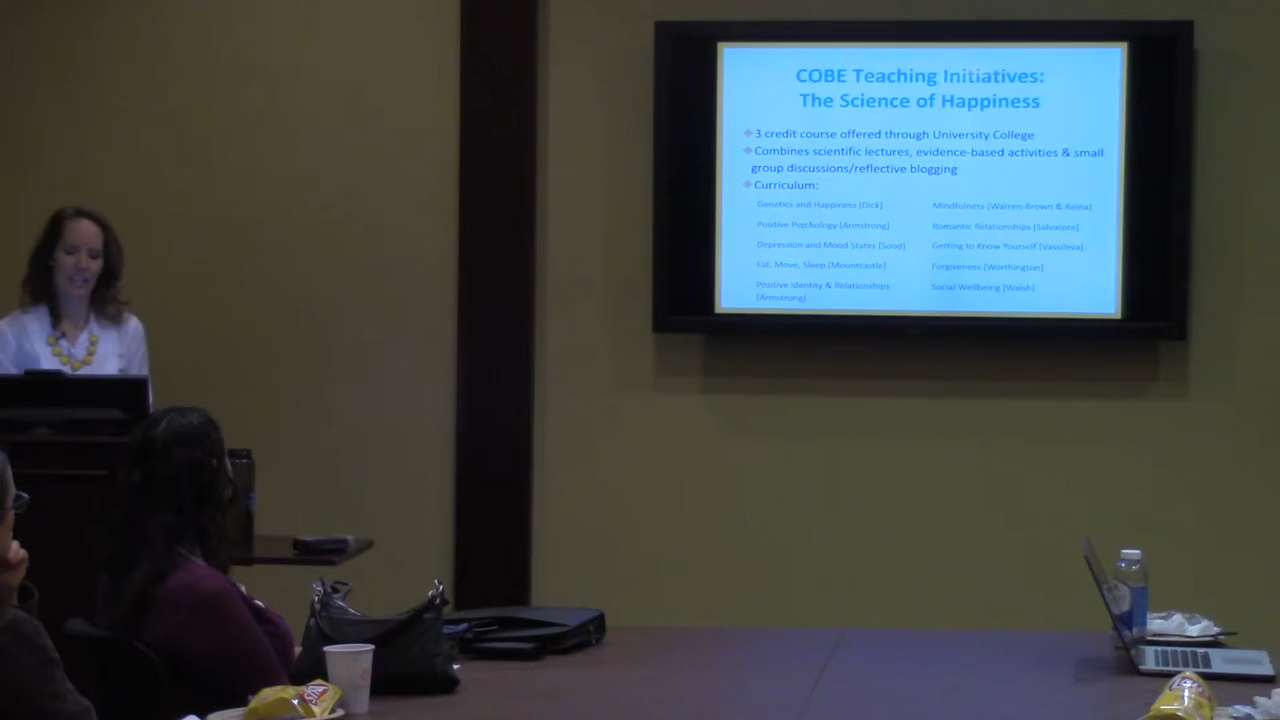 COBE Teaching Initiatives:
The Science of Happiness
3 credit course offered through University College
Combines scientific lectures, evidence-based activities & small
group discussions/reflective blogging
Curriculum:
Genetics and Happiness [Dick]
Positive Psychology [Armstrong]
Depression and Mood States [Sood]
Eat, Move, Sleep [Mountcastle]
Positive Identity & Relationships
[Armstrong]
Mindfulness [Warren-Brown & Reina]
Romantic Relationships [Salvatore]
Getting to Know Yourself [Vasuleva]
Forgiveness [Worthington]
Social Wellbeing [Walsh]